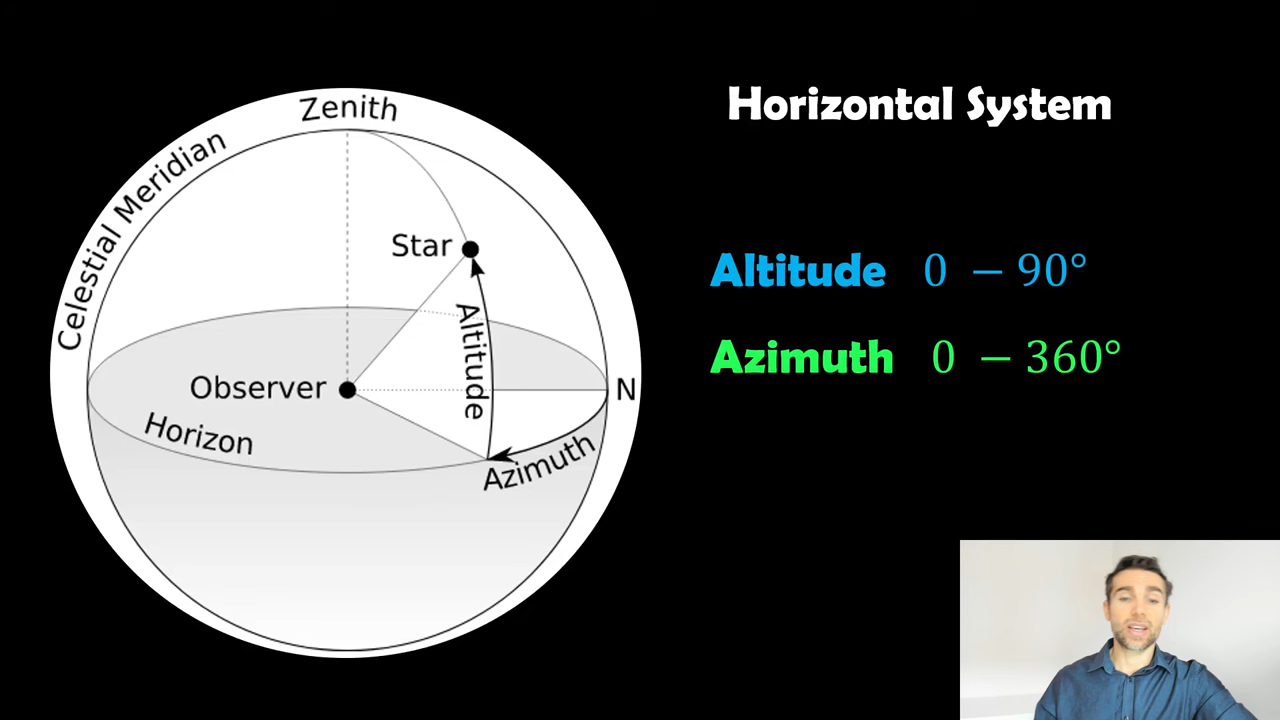 Zenith
Celestial Meridian
Star
Altitude
Observer
N
Horizon
Azimuth
Horizontal System
Altitude 0 – 90°
Azimuth 0 – 360°